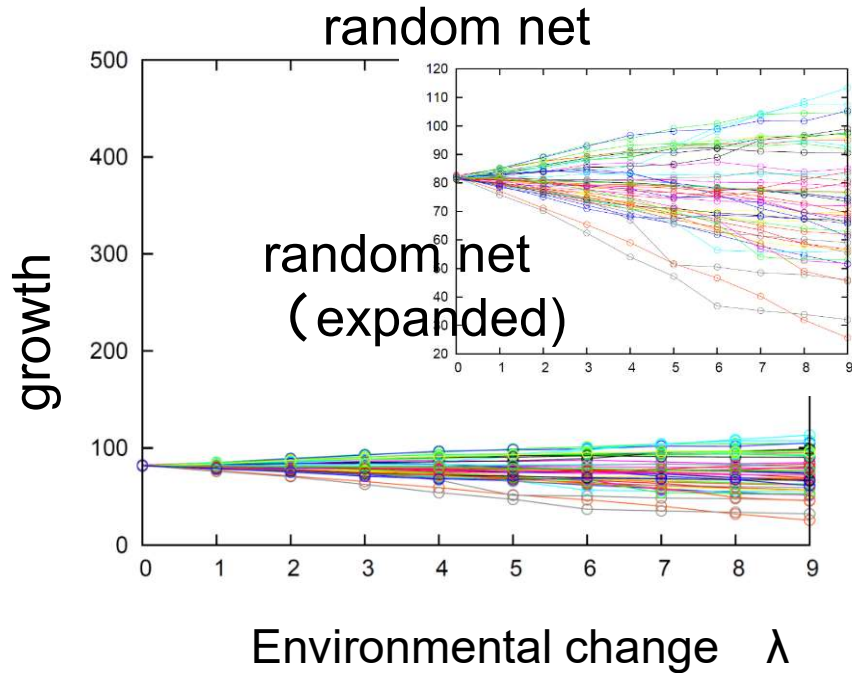 random net
500
400
300
200
100
0
growth
0 1 2 3 4 5 6 7 8 9
Environmental change λ
random net
（expanded)
120
110
100
90
80
70
60
50
40
30
20
0 1 2 3 4 5 6 7 8 9